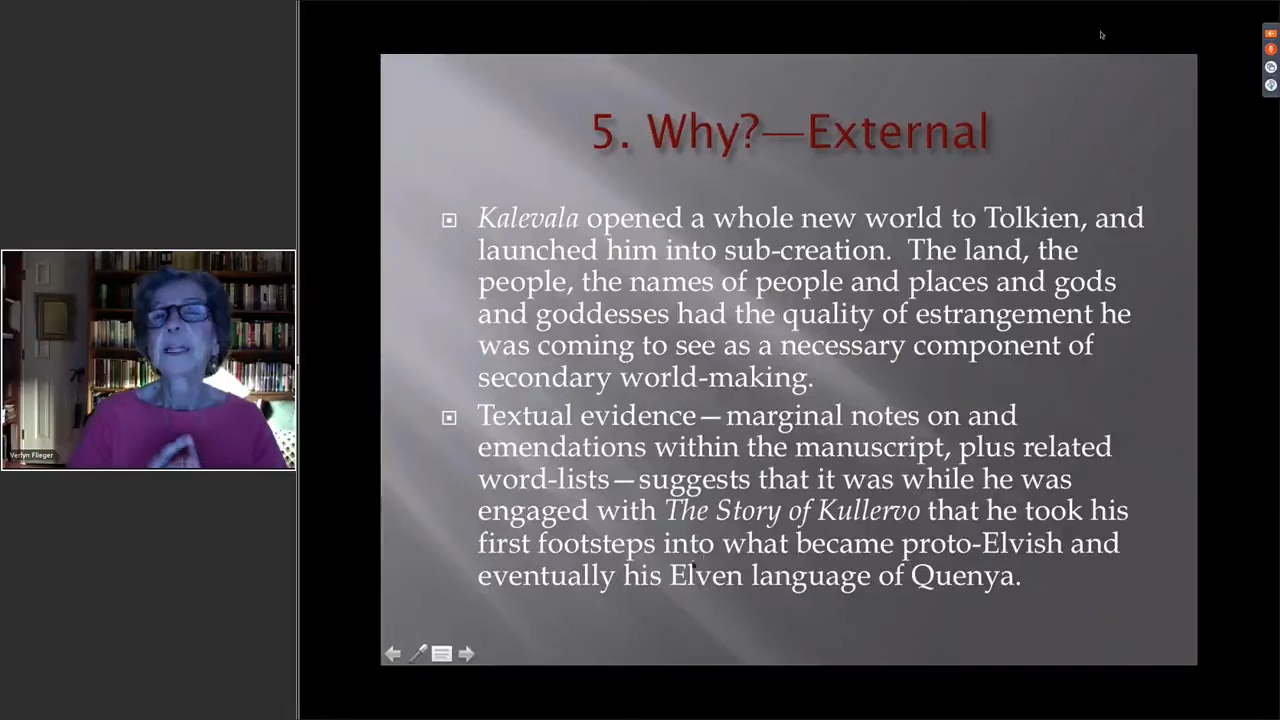 5. Why?—External
Kalevala opened a whole new world to Tolkien, and
launched him into sub-creation.  The land, the
people, the names of people and places and gods
and goddesses had the quality of estrangement he
was coming to see as a necessary component of
secondary world-making.
Textual evidence—marginal notes on and
emendations within the manuscript, plus related
word-lists—suggests that it was while he was
engaged with The Story of Kullervo that he took his
first footsteps into what became proto-Elvish and
eventually his Elven language of Quenya.
Verlyn Flieger